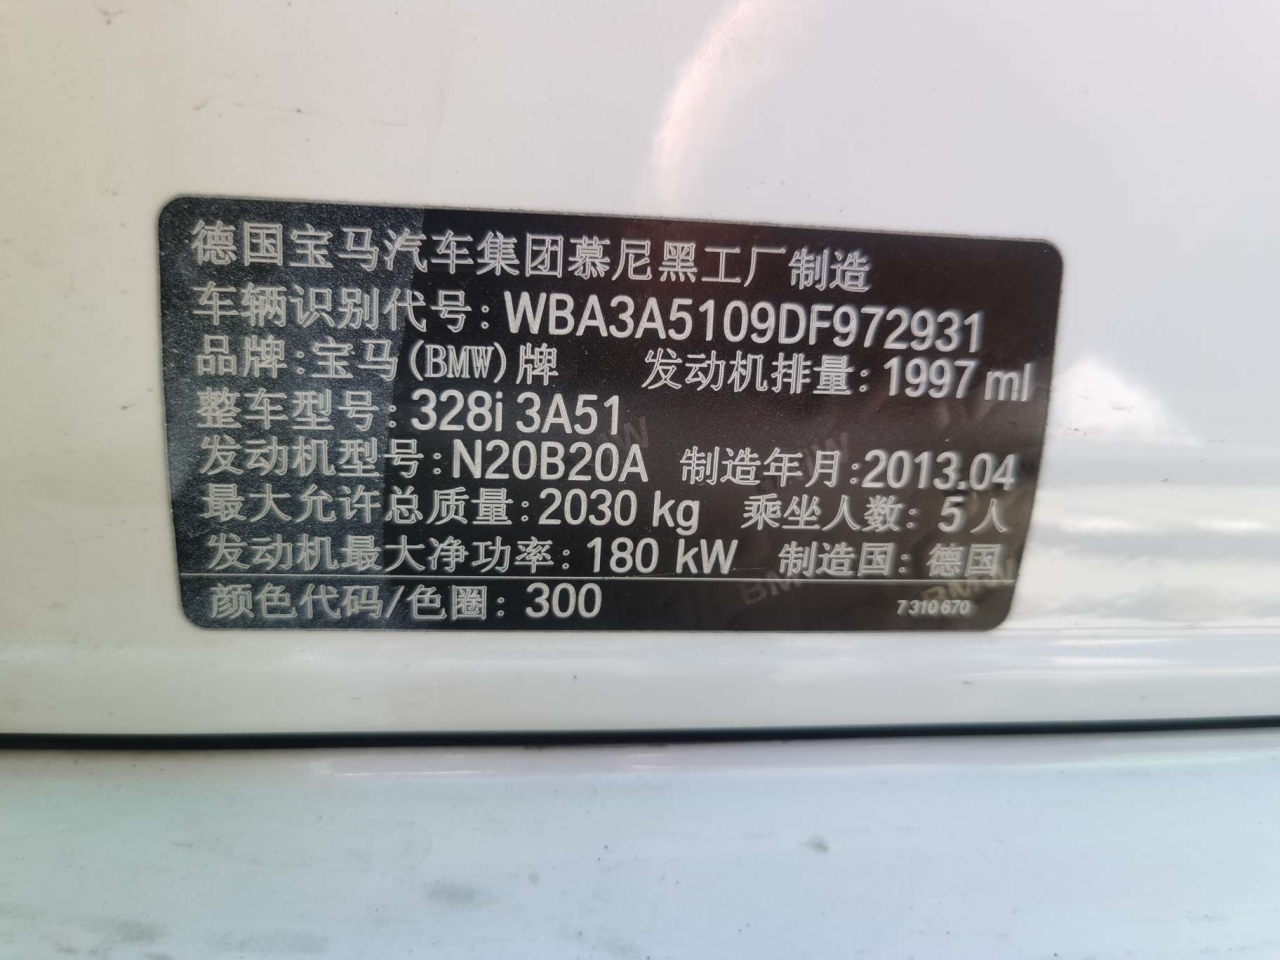 德国宝马汽车集团慕尼黑工厂制造
车辆识别代号: WBA3A5109DF972931
品牌: 宝马(BMW)牌 发动机排量: 1997 ml
整车型号: 328i 3A51
发动机型号: N20B20A 制造年月: 2013.04
最大允许总质量: 2030 kg 乘坐人数: 5人
发动机最大净功率: 180 kW 制造国: 德国
颜色代码/色圈: 300 7310670
BMW
BMW
BMW
BMW